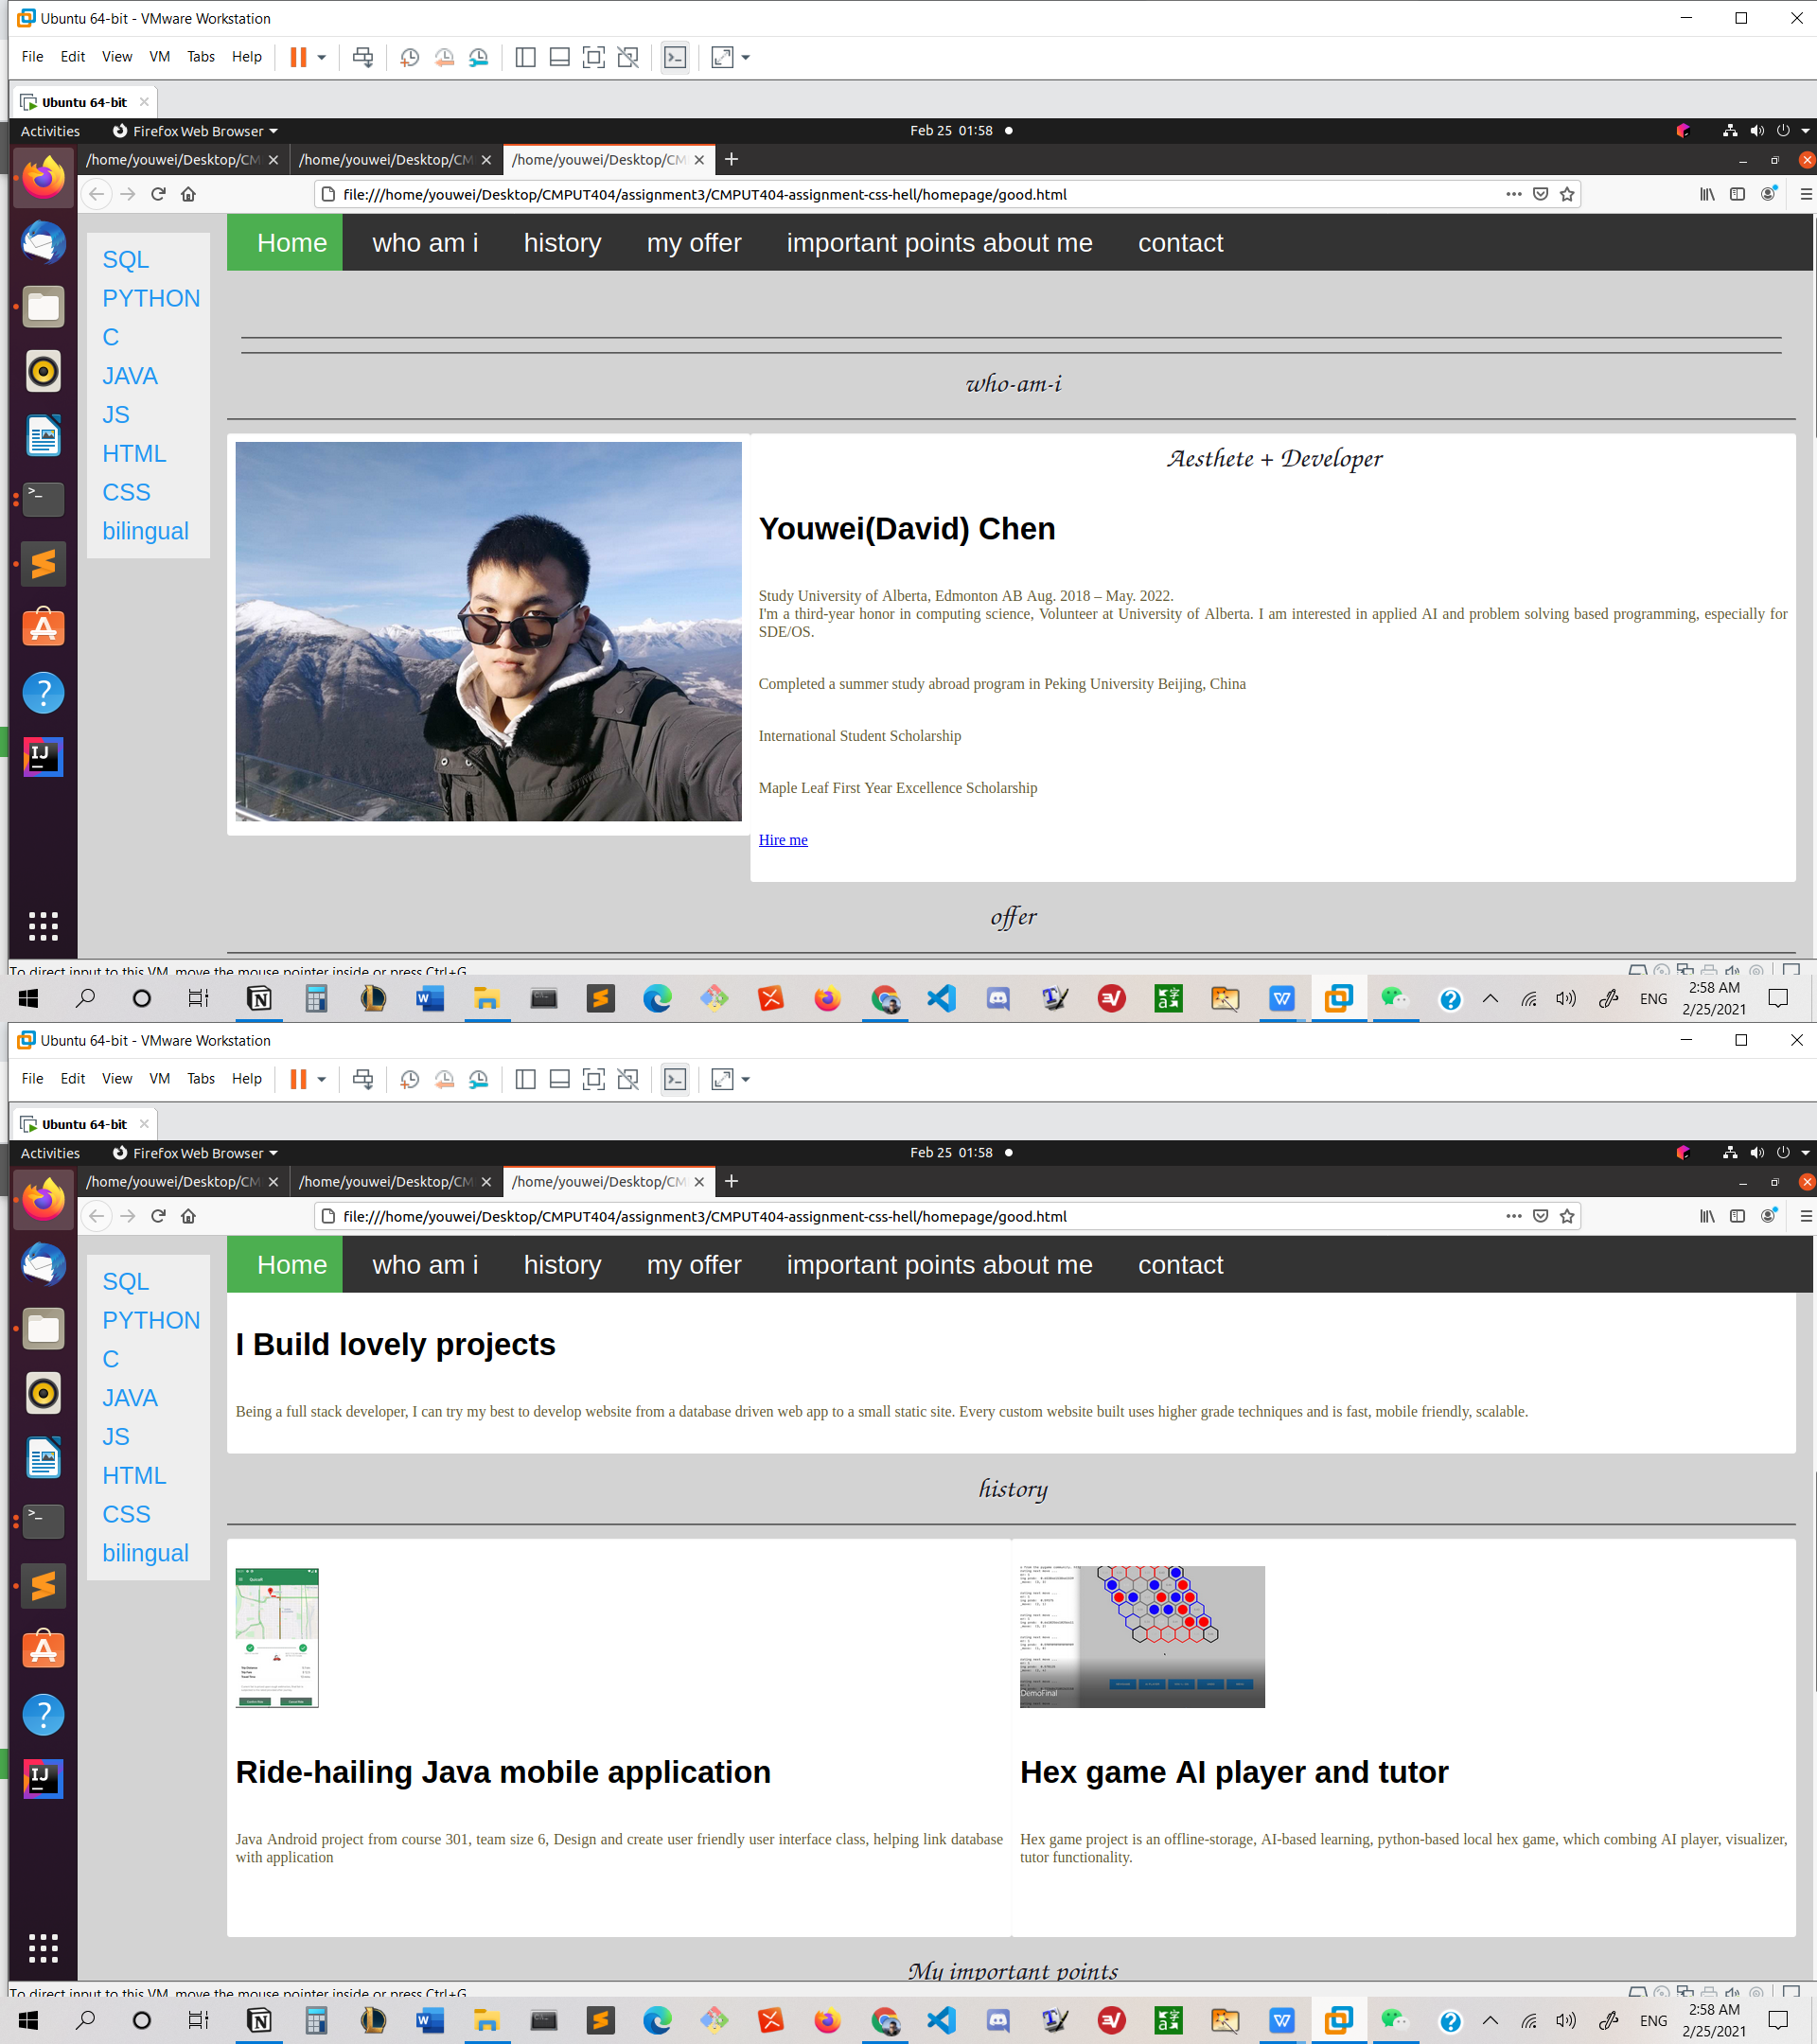 Ubuntu 64-bit - VMware Workstation
File Edit View VM Tabs Help
Ubuntu 64-bit
Activities Firefox Web Browser Feb 25 01:58
/home/youwei/Desktop/CM /home/youwei/Desktop/CM /home/youwei/Desktop/CM
file:///home/youwei/Desktop/CMPUT404/assignment3/CMPUT404-assignment-css-hell/homepage/good.html
Home who am i history my offer important points about me contact
SQL
PYTHON
C
JAVA
JS
HTML
CSS
bilingual
who-am-i
Aesthete + Developer
Youwei(David) Chen
Study University of Alberta, Edmonton AB Aug. 2018 – May. 2022.
I'm a third-year honor in computing science, Volunteer at University of Alberta. I am interested in applied AI and problem solving based programming, especially for
SDE/OS.
Completed a summer study abroad program in Peking University Beijing, China
International Student Scholarship
Maple Leaf First Year Excellence Scholarship
Hire me
offer
To direct input to this VM, move the mouse pointer inside or press Ctrl+G.
ENG
2:58 AM
2/25/2021
Ubuntu 64-bit - VMware Workstation
File Edit View VM Tabs Help
Ubuntu 64-bit
Activities Firefox Web Browser Feb 25 01:58
/home/youwei/Desktop/CM /home/youwei/Desktop/CM /home/youwei/Desktop/CM
file:///home/youwei/Desktop/CMPUT404/assignment3/CMPUT404-assignment-css-hell/homepage/good.html
Home who am i history my offer important points about me contact
SQL
PYTHON
C
JAVA
JS
HTML
CSS
bilingual
I Build lovely projects
Being a full stack developer, I can try my best to develop website from a database driven web app to a small static site. Every custom website built uses higher grade techniques and is fast, mobile friendly, scalable.
history
DemoFinal
Ride-hailing Java mobile application
Java Android project from course 301, team size 6, Design and create user friendly user interface class, helping link database
with application
Hex game AI player and tutor
Hex game project is an offline-storage, AI-based learning, python-based local hex game, which combing AI player, visualizer,
tutor functionality.
My important points
To direct input to this VM, move the mouse pointer inside or press Ctrl+G.
ENG
2:58 AM
2/25/2021